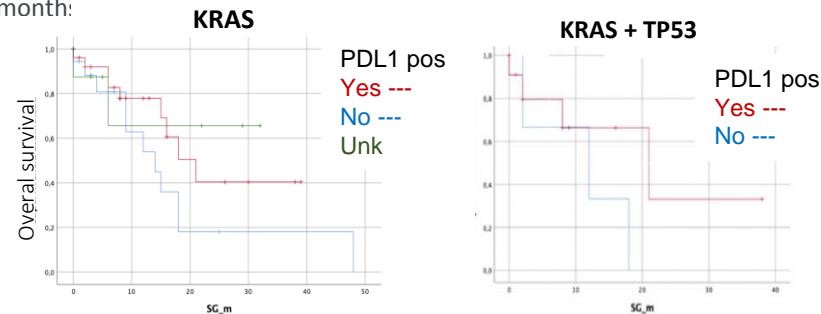 month
KRAS
KRAS + TP53
PDL1 pos
Yes ---
No ---
Unk
PDL1 pos
Yes ---
No ---
Overal survival
1,0
0,8
0,6
0,4
0,2
0,0
0
10
20
30
40
50
SG_m
1,0
0,8
0,6
0,4
0,2
0,0
0
10
20
30
40
SG_m